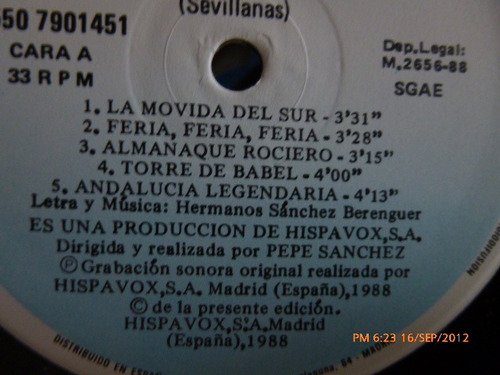 (Sevillanas)
550 7901451
CARA A
33 RPM
Dep. Legal:
M, 2656-88
SGAE
1. LA MOVIDA DEL SUR - 3'31"
2. FERIA, FERIA, FERIA - 3'28"
3. ALMANAQUE ROCIERO - 3'15"
4. TORRE DE BABEL - 4'00"
5. ANDALUCIA LEGENDARIA - 4'13"
Letra y Música: Hermanos Sánchez Berenguer
ES UNA PRODUCCION DE HISPAVOX,S.A.
Dirigida y realizada por PEPE SANCHEZ
Ⓟ Grabación sonora original realizada por
HISPAVOX,S.A. Madrid (España),1988
© de la presente edición.
HISPAVOX,S.A. Madrid
(España),1988
DISTRIBUIDO EN
PM 6:23 16/SEP/2012